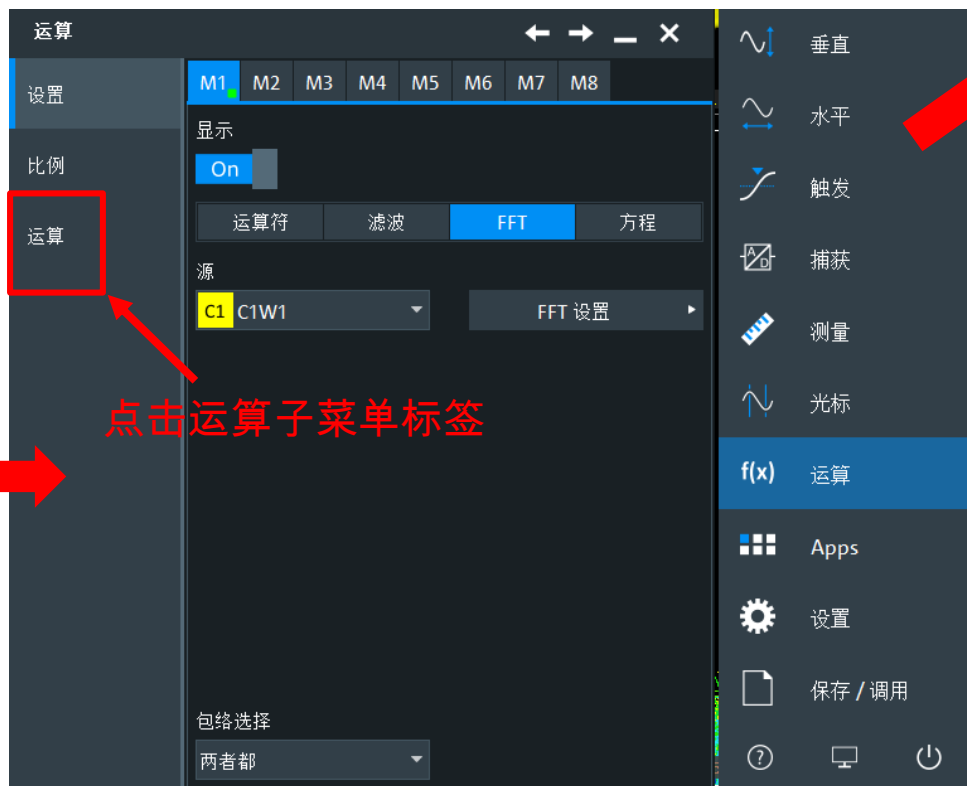 运算
设置
比例
运算
M1 M2 M3 M4 M5 M6 M7 M8
显示
On
运算符 滤波 FFT 方程
源
C1 C1W1
FFT 设置
点击运算子菜单标签
包络选择
两者都
垂直
水平
触发
A/D 捕获
测量
光标
f(x) 运算
Apps
设置
保存 / 调用
?